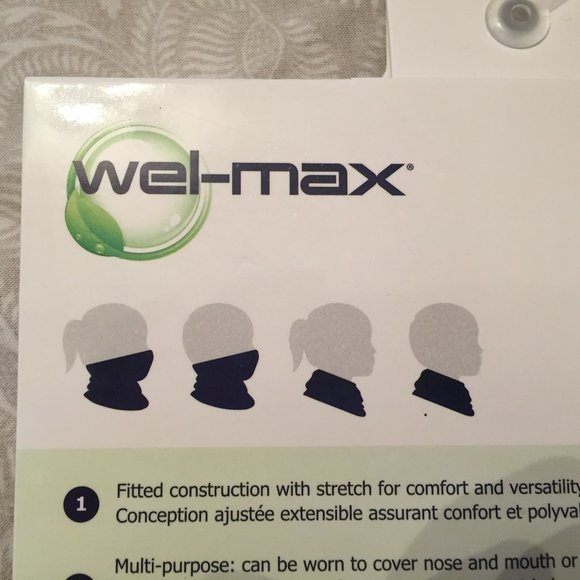 wel-max®
1 Fitted construction with stretch for comfort and versatility
Conception ajustée extensible assurant confort et
Multi-purpose: can be worn to cover nose and mouth or